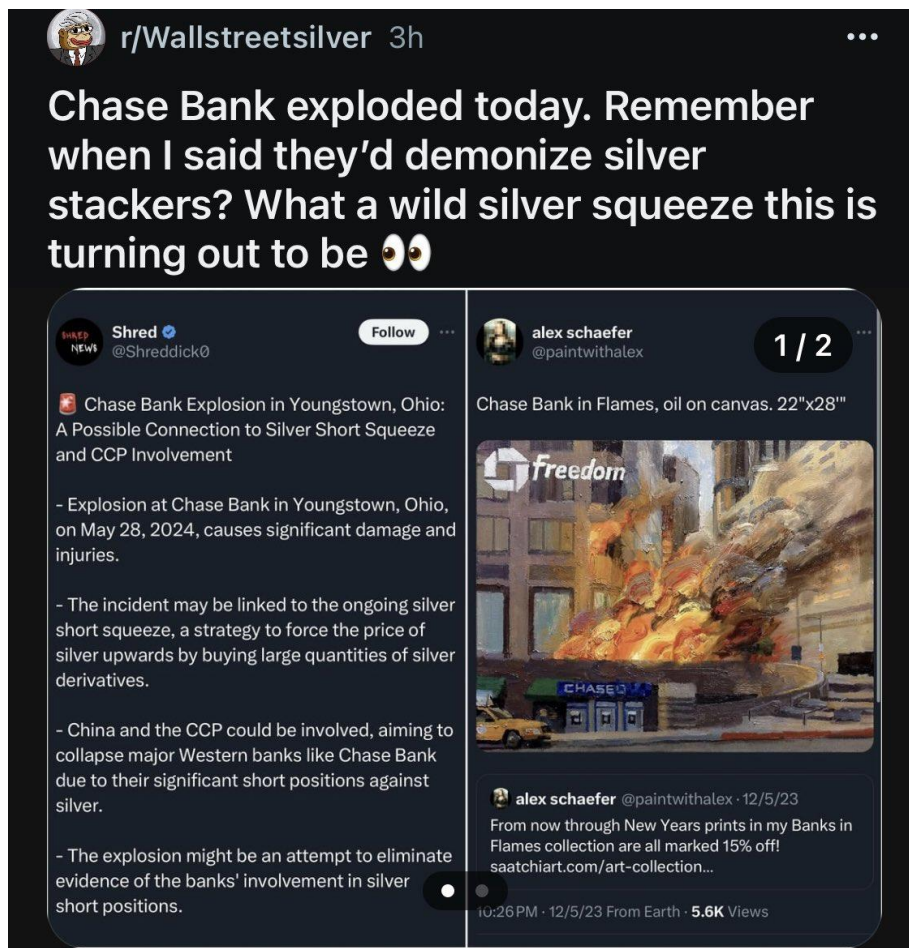 r/Wallstreetsilver 3h
Chase Bank exploded today. Remember
when I said they'd demonize silver
stackers? What a wild silver squeeze this is
turning out to be 👀
SHRED
NEWS
Shred
@Shreddick0
Follow
🚨 Chase Bank Explosion in Youngstown, Ohio:
A Possible Connection to Silver Short Squeeze
and CCP Involvement
- Explosion at Chase Bank in Youngstown, Ohio,
on May 28, 2024, causes significant damage and
injuries.
- The incident may be linked to the ongoing silver
short squeeze, a strategy to force the price of
silver upwards by buying large quantities of silver
derivatives.
- China and the CCP could be involved, aiming to
collapse major Western banks like Chase Bank
due to their significant short positions against
silver.
- The explosion might be an attempt to eliminate
evidence of the banks' involvement in silver
short positions.
alex schaefer
@paintwithalex
1/2
Chase Bank in Flames, oil on canvas. 22"x28'"
freedom
CHASE
alex schaefer @paintwithalex · 12/5/23
From now through New Years prints in my Banks in
Flames collection are all marked 15% off!
saatchiart.com/art-collection...
10:26 PM · 12/5/23 From Earth · 5.6K Views